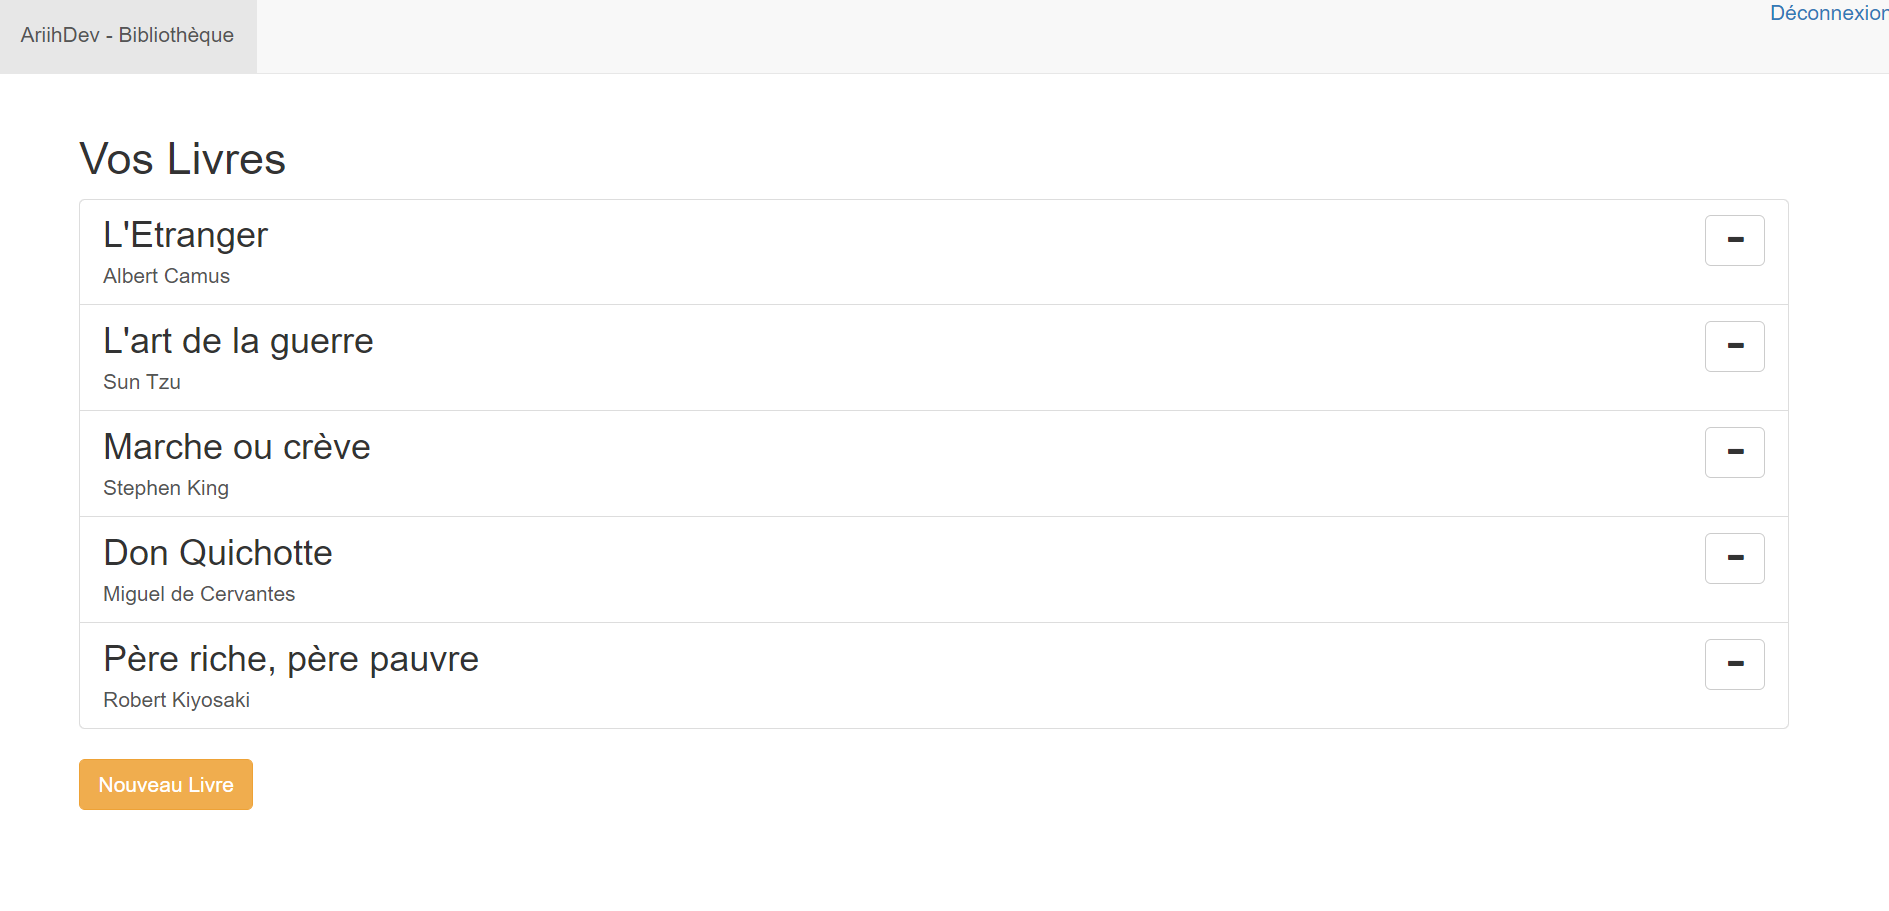 AriihDev - Bibliothèque
Déconnexion
Vos Livres
L'Etranger
Albert Camus
L'art de la guerre
Sun Tzu
Marche ou crève
Stephen King
Don Quichotte
Miguel de Cervantes
Père riche, père pauvre
Robert Kiyosaki
Nouveau Livre